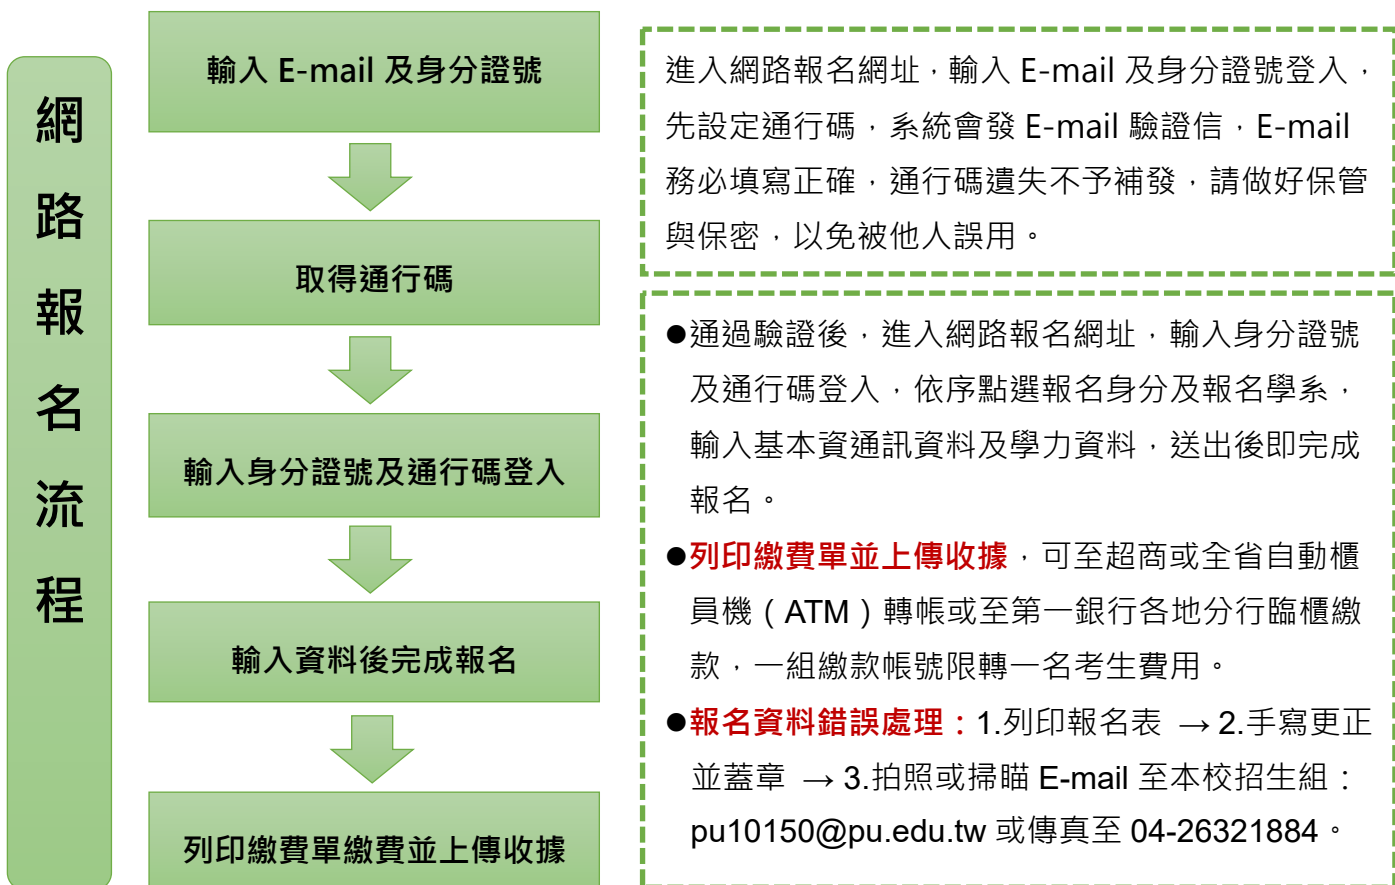 網路報名流程
輸入 E-mail 及身分證號
取得通行碼
輸入身分證號及通行碼登入
輸入資料後完成報名
列印繳費單繳費並上傳收據
進入網路報名網址，輸入 E-mail 及身分證號登入，
先設定通行碼，系統會發 E-mail 驗證信，E-mail
務必填寫正確，通行碼遺失不予補發，請做好保管
與保密，以免被他人誤用。
●通過驗證後，進入網路報名網址，輸入身分證號
及通行碼登入，依序點選報名身分及報名學系，
輸入基本資通訊資料及學力資料，送出後即完成
報名。
●列印繳費單並上傳收據，可至超商或全省自動櫃
員機（ATM）轉帳或至第一銀行各地分行臨櫃繳
款，一組繳款帳號限轉一名考生費用。
●報名資料錯誤處理：1.列印報名表 → 2.手寫更正
並蓋章 → 3.拍照或掃瞄 E-mail 至本校招生組：
pu10150@pu.edu.tw 或傳真至 04-26321884。